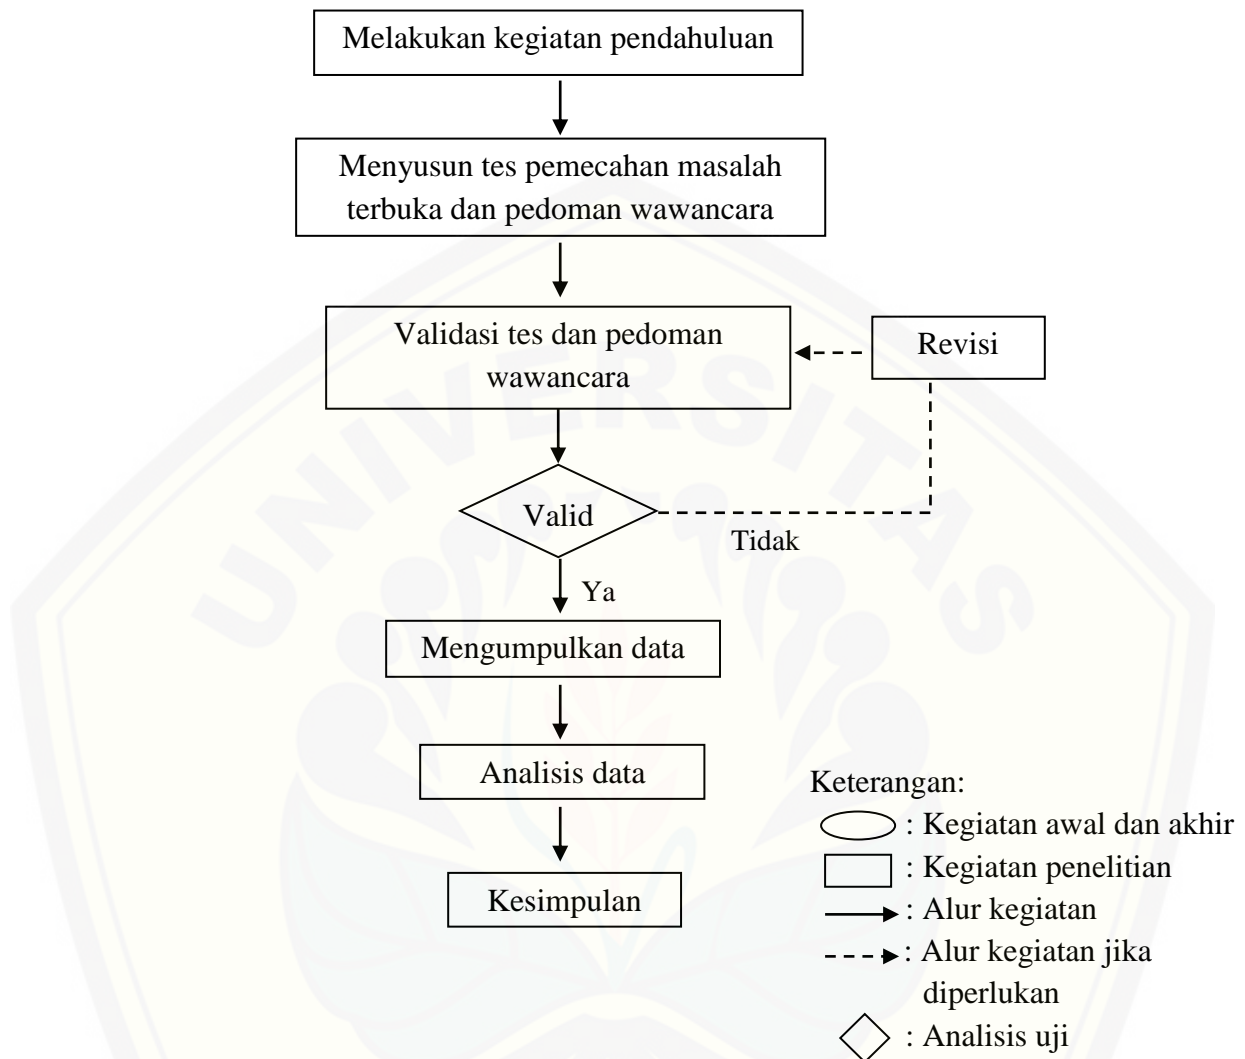 Melakukan kegiatan pendahuluan
Menyusun tes pemecahan masalah
terbuka dan pedoman wawancara
Validasi tes dan pedoman
wawancara
Revisi
Valid
Tidak
Ya
Mengumpulkan data
Analisis data
Kesimpulan
Keterangan:
: Kegiatan awal dan akhir
: Kegiatan penelitian
: Alur kegiatan
: Alur kegiatan jika
diperlukan
: Analisis uji
UNIVERSITAS